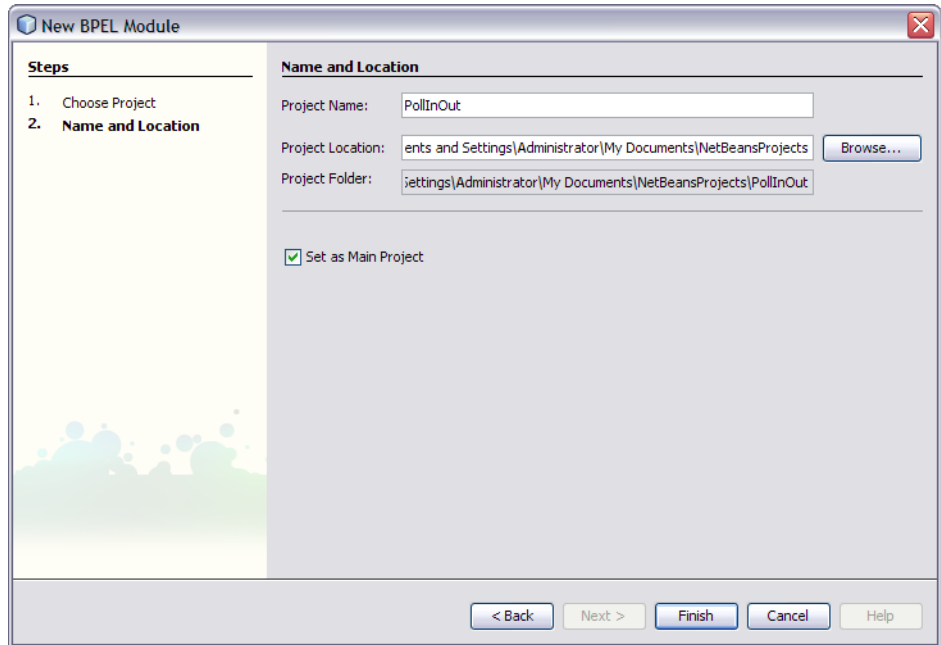 New BPEL Module
Steps
1. Choose Project
2. Name and Location
Name and Location
Project Name: PollInOut
Project Location: ents and Settings\Administrator\My Documents\NetBeansProjects Browse...
Project Folder: Settings\Administrator\My Documents\NetBeansProjects\PollInOut
Set as Main Project
< Back Next > Finish Cancel Help